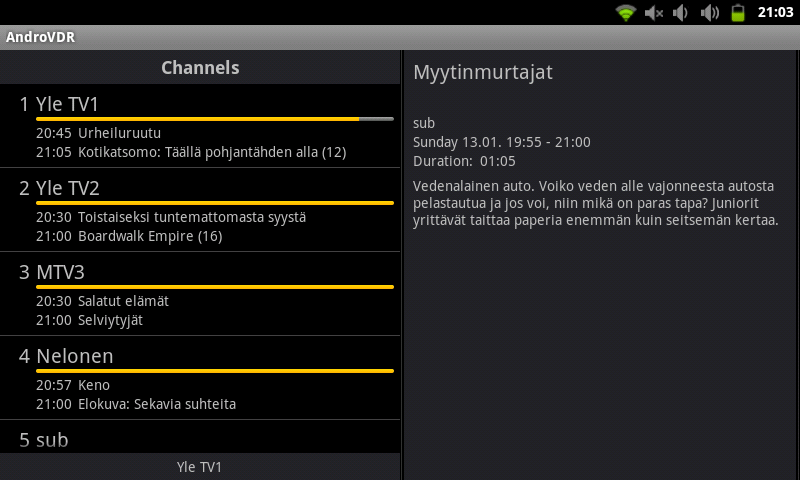 21:03
AndroVDR
Channels
1 Yle TV1
20:45 Urheiluruutu
21:05 Kotikatsomo: Täällä pohjantähden alla (12)
2 Yle TV2
20:30 Toistaiseksi tuntemattomasta syystä
21:00 Boardwalk Empire (16)
3 MTV3
20:30 Salatut elämät
21:00 Selviytyjät
4 Nelonen
20:57 Keno
21:00 Elokuva: Sekavia suhteita
5 sub
Yle TV1
Myytinmurtajat
sub
Sunday 13.01. 19:55 - 21:00
Duration: 01:05
Vedenalainen auto. Voiko veden alle vajonneesta autosta
pelastautua ja jos voi, niin mikä on paras tapa? Juniorit
yrittävät taittaa paperia enemmän kuin seitsemän kertaa.